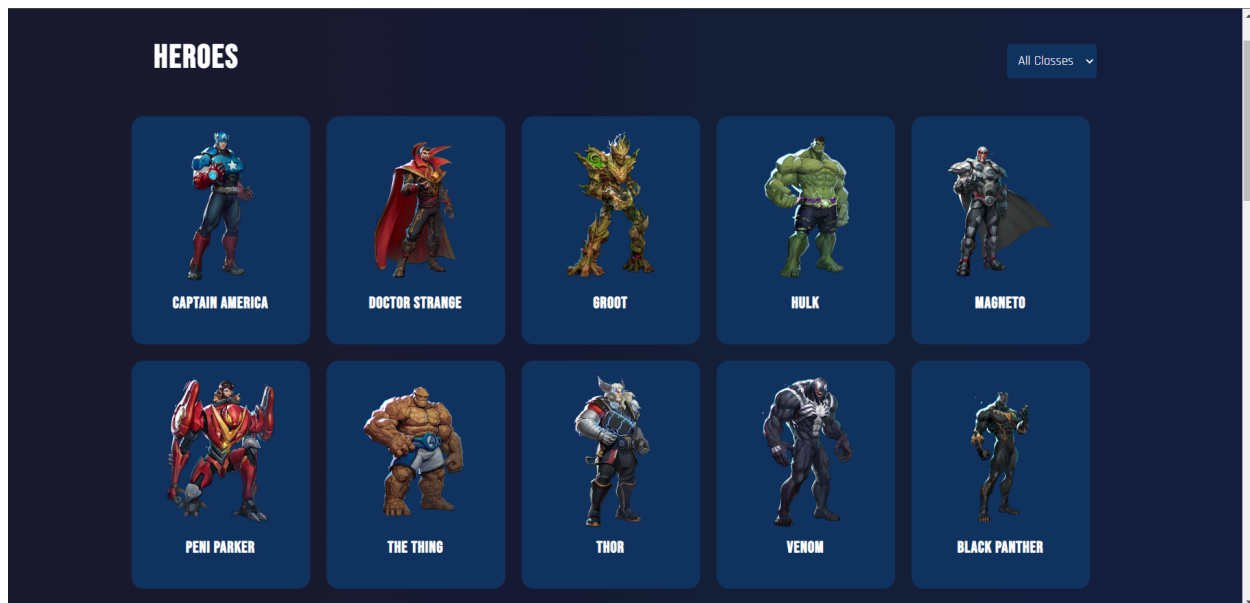 HEROES
All Classes
CAPTAIN AMERICA
DOCTOR STRANGE
GROOT
HULK
MAGNETO
PENI PARKER
THE THING
THOR
VENOM
BLACK PANTHER